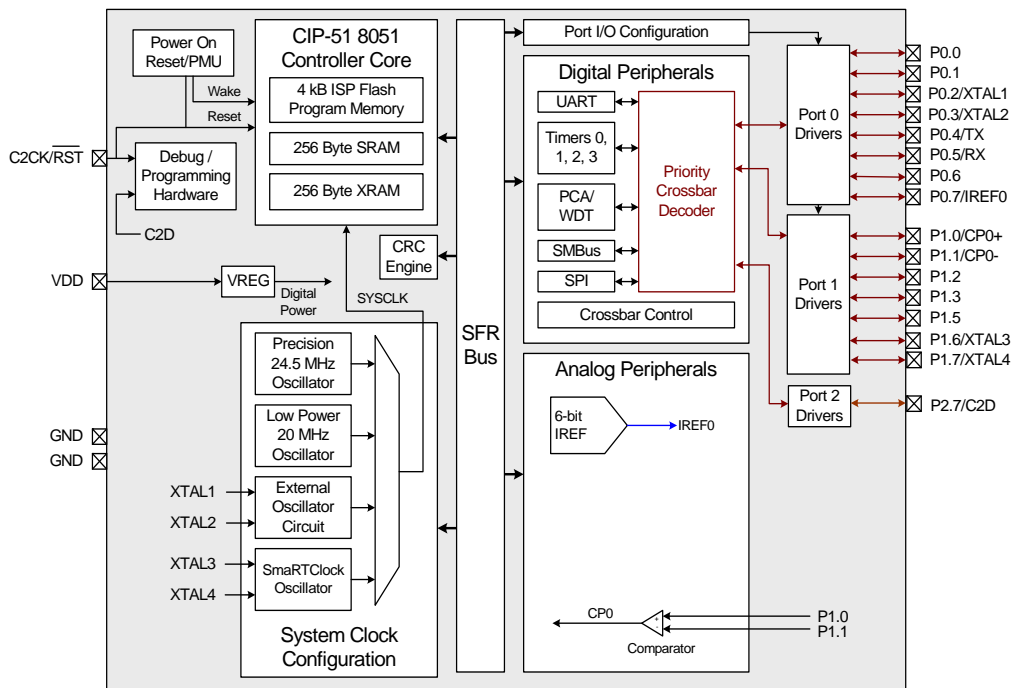 Power On
Reset/PMU
Wake
Reset
C2CK/RST
Debug /
Programming
Hardware
C2D
VDD
VREG
Digital
Power
GND
GND
CIP-51 8051
Controller Core
4 kB ISP Flash
Program Memory
256 Byte SRAM
256 Byte XRAM
CRC
Engine
SYSCLK
Precision
24.5 MHz
Oscillator
Low Power
20 MHz
Oscillator
XTAL1
XTAL2
External
Oscillator
Circuit
XTAL3
XTAL4
SmaRTClock
Oscillator
System Clock
Configuration
SFR
Bus
Port I/O Configuration
Digital Peripherals
UART
Timers 0,
1, 2, 3
PCA/
WDT
SMBus
SPI
Priority
Crossbar
Decoder
Crossbar Control
Analog Peripherals
6-bit
IREF
IREF0
CP0
+
-
Comparator
P1.0
P1.1
Port 0
Drivers
Port 1
Drivers
Port 2
Drivers
P0.0
P0.1
P0.2/XTAL1
P0.3/XTAL2
P0.4/TX
P0.5/RX
P0.6
P0.7/IREF0
P1.0/CP0+
P1.1/CP0-
P1.2
P1.3
P1.5
P1.6/XTAL3
P1.7/XTAL4
P2.7/C2D